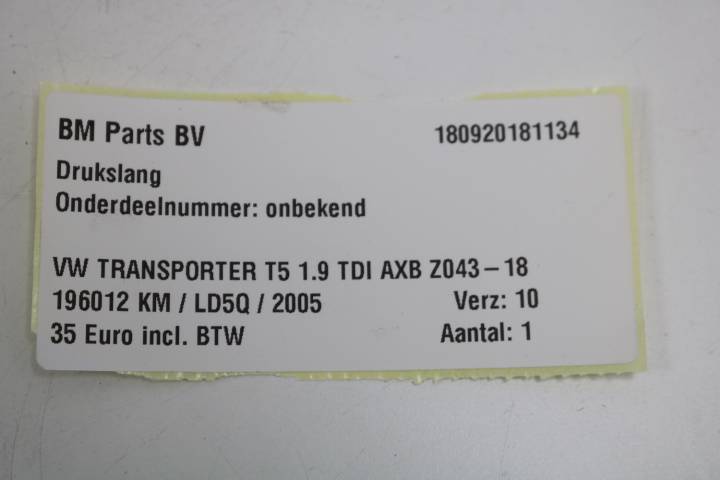 BM Parts BV 180920181134
Drukslang
Onderdeelnummer: onbekend
VW TRANSPORTER T5 1.9 TDI AXB Z043-18
196012 KM / LD5Q / 2005 Verz: 10
35 Euro incl. BTW Aantal: 1